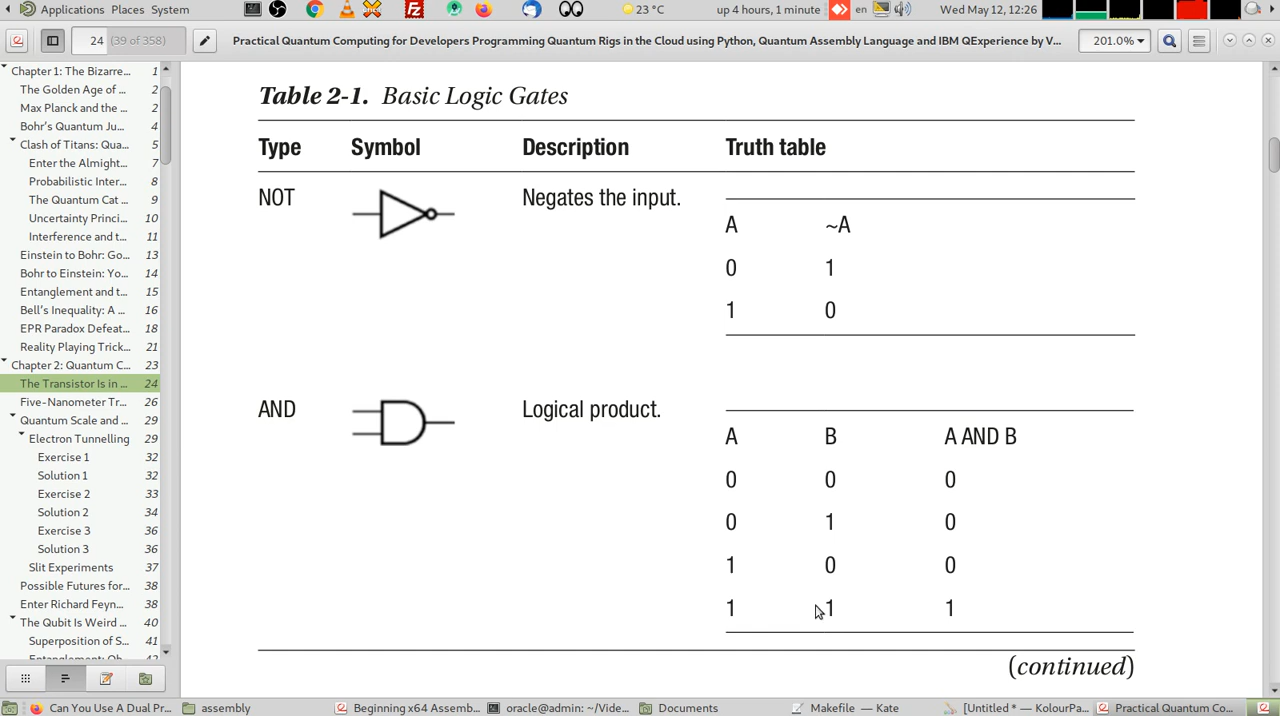 Applications Places System 23 °C up 4 hours, 1 minute en Wed May 12, 12:26
24 (39 of 358) Practical Quantum Computing for Developers Programming Quantum Rigs in the Cloud using Python, Quantum Assembly Language and IBM QExperience by V... 201.0%
Chapter 1: The Bizarre... 1
The Golden Age of ... 2
Max Planck and the ... 2
Bohr's Quantum Ju... 4
Clash of Titans: Qua... 5
Enter the Almight... 7
Probabilistic Inter... 8
The Quantum Cat ... 9
Uncertainty Princi... 10
Interference and t... 11
Einstein to Bohr: Go... 13
Bohr to Einstein: Yo... 14
Entanglement and t... 15
Bell's Inequality: A ... 16
EPR Paradox Defeat... 18
Reality Playing Trick... 21
Chapter 2: Quantum C... 23
The Transistor Is in ... 24
Five-Nanometer Tr... 26
Quantum Scale and ... 29
Electron Tunnelling 29
Exercise 1 32
Solution 1 32
Exercise 2 33
Solution 2 34
Exercise 3 36
Solution 3 36
Slit Experiments 37
Possible Futures for... 38
Enter Richard Feyn... 38
The Qubit Is Weird ... 40
Superposition of S... 41
Entanglement: Ob... 42
Table 2-1. Basic Logic Gates
Type Symbol Description Truth table
NOT Negates the input.
A ~A
0 1
1 0
AND Logical product.
A B A AND B
0 0 0
0 1 0
1 0 0
1 1 1
(continued)
Can You Use A Dual Pr... assembly Beginning x64 Assemb... oracle@admin: ~/Vide... Documents Makefile — Kate [Untitled * — KolourPa... Practical Quantum Co...